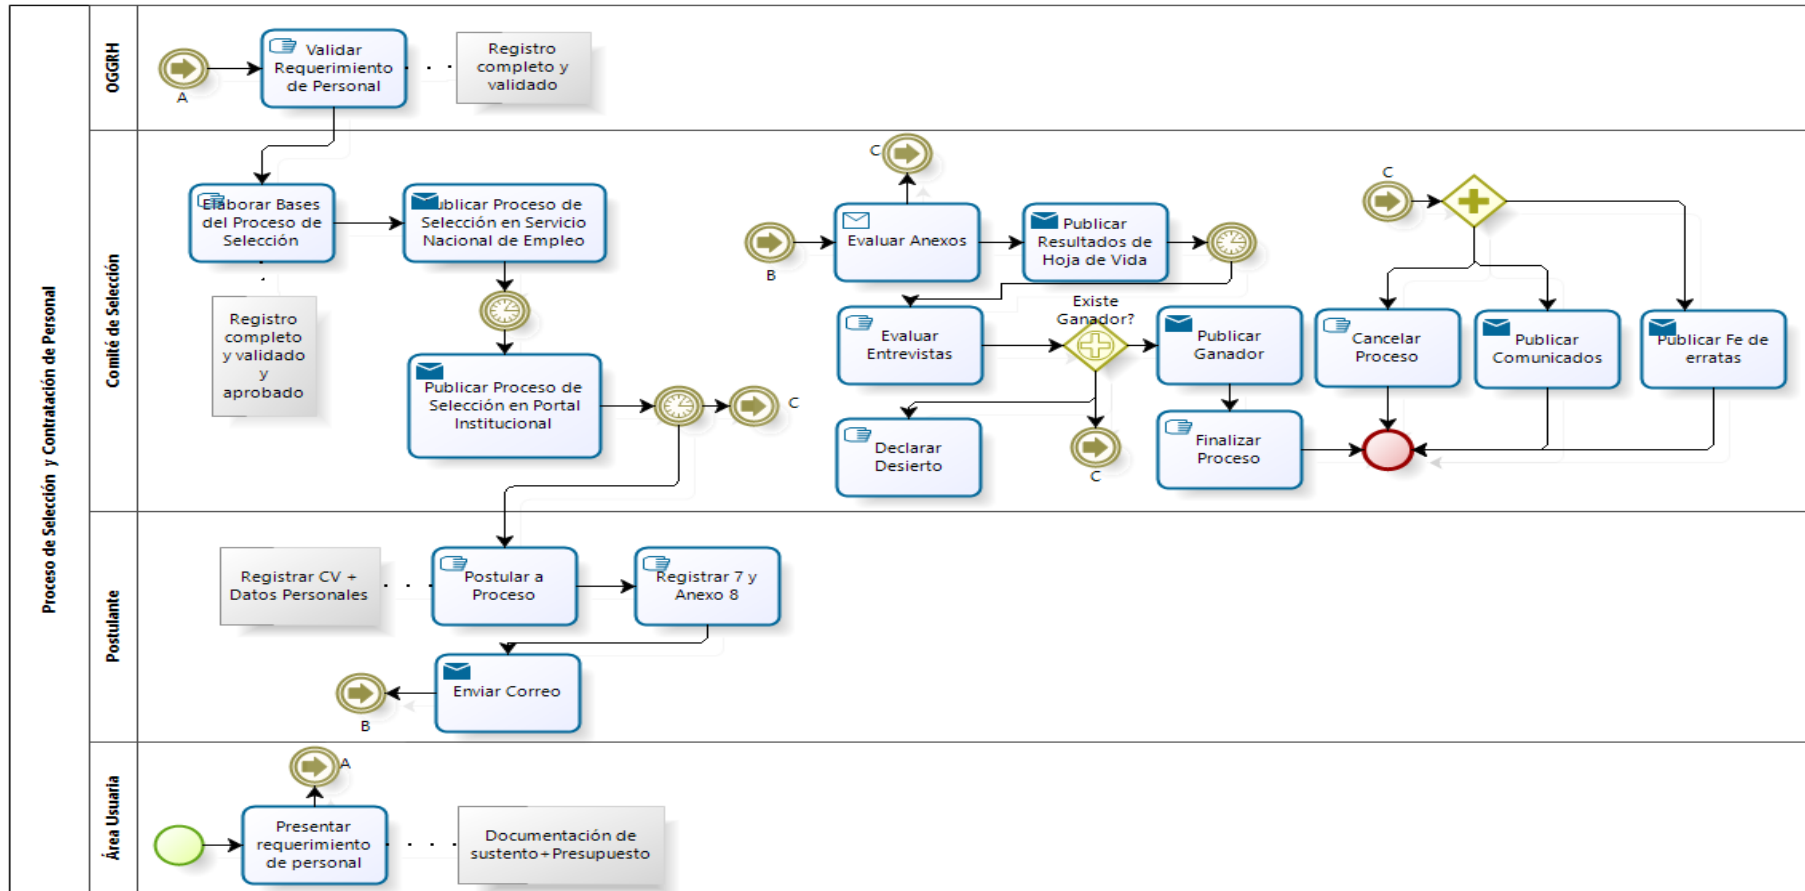 Proceso de Selección y Contratación de Personal
OGGRH
A
Validar
Requerimiento
de Personal
Registro
completo y
validado
Comité de Selección
Elaborar Bases
del Proceso de
Selección
Registro
completo
y validado
y
aprobado
ublicar Proceso de
Selección en Servicio
Nacional de Empleo
Publicar Proceso de
Selección en Portal
Institucional
C
B
C
Evaluar Anexos
Publicar
Resultados de
Hoja de Vida
Evaluar
Entrevistas
Existe
Ganador?
Publicar
Ganador
Declarar
Desierto
C
Finalizar
Proceso
C
Cancelar
Proceso
Publicar
Comunicados
Publicar Fe de
erratas
Postulante
Registrar CV +
Datos Personales
Postular a
Proceso
Registrar 7 y
Anexo 8
Enviar Correo
B
Área Usuaria
A
Presentar
requerimiento
de personal
Documentación de
sustento+Presupuesto